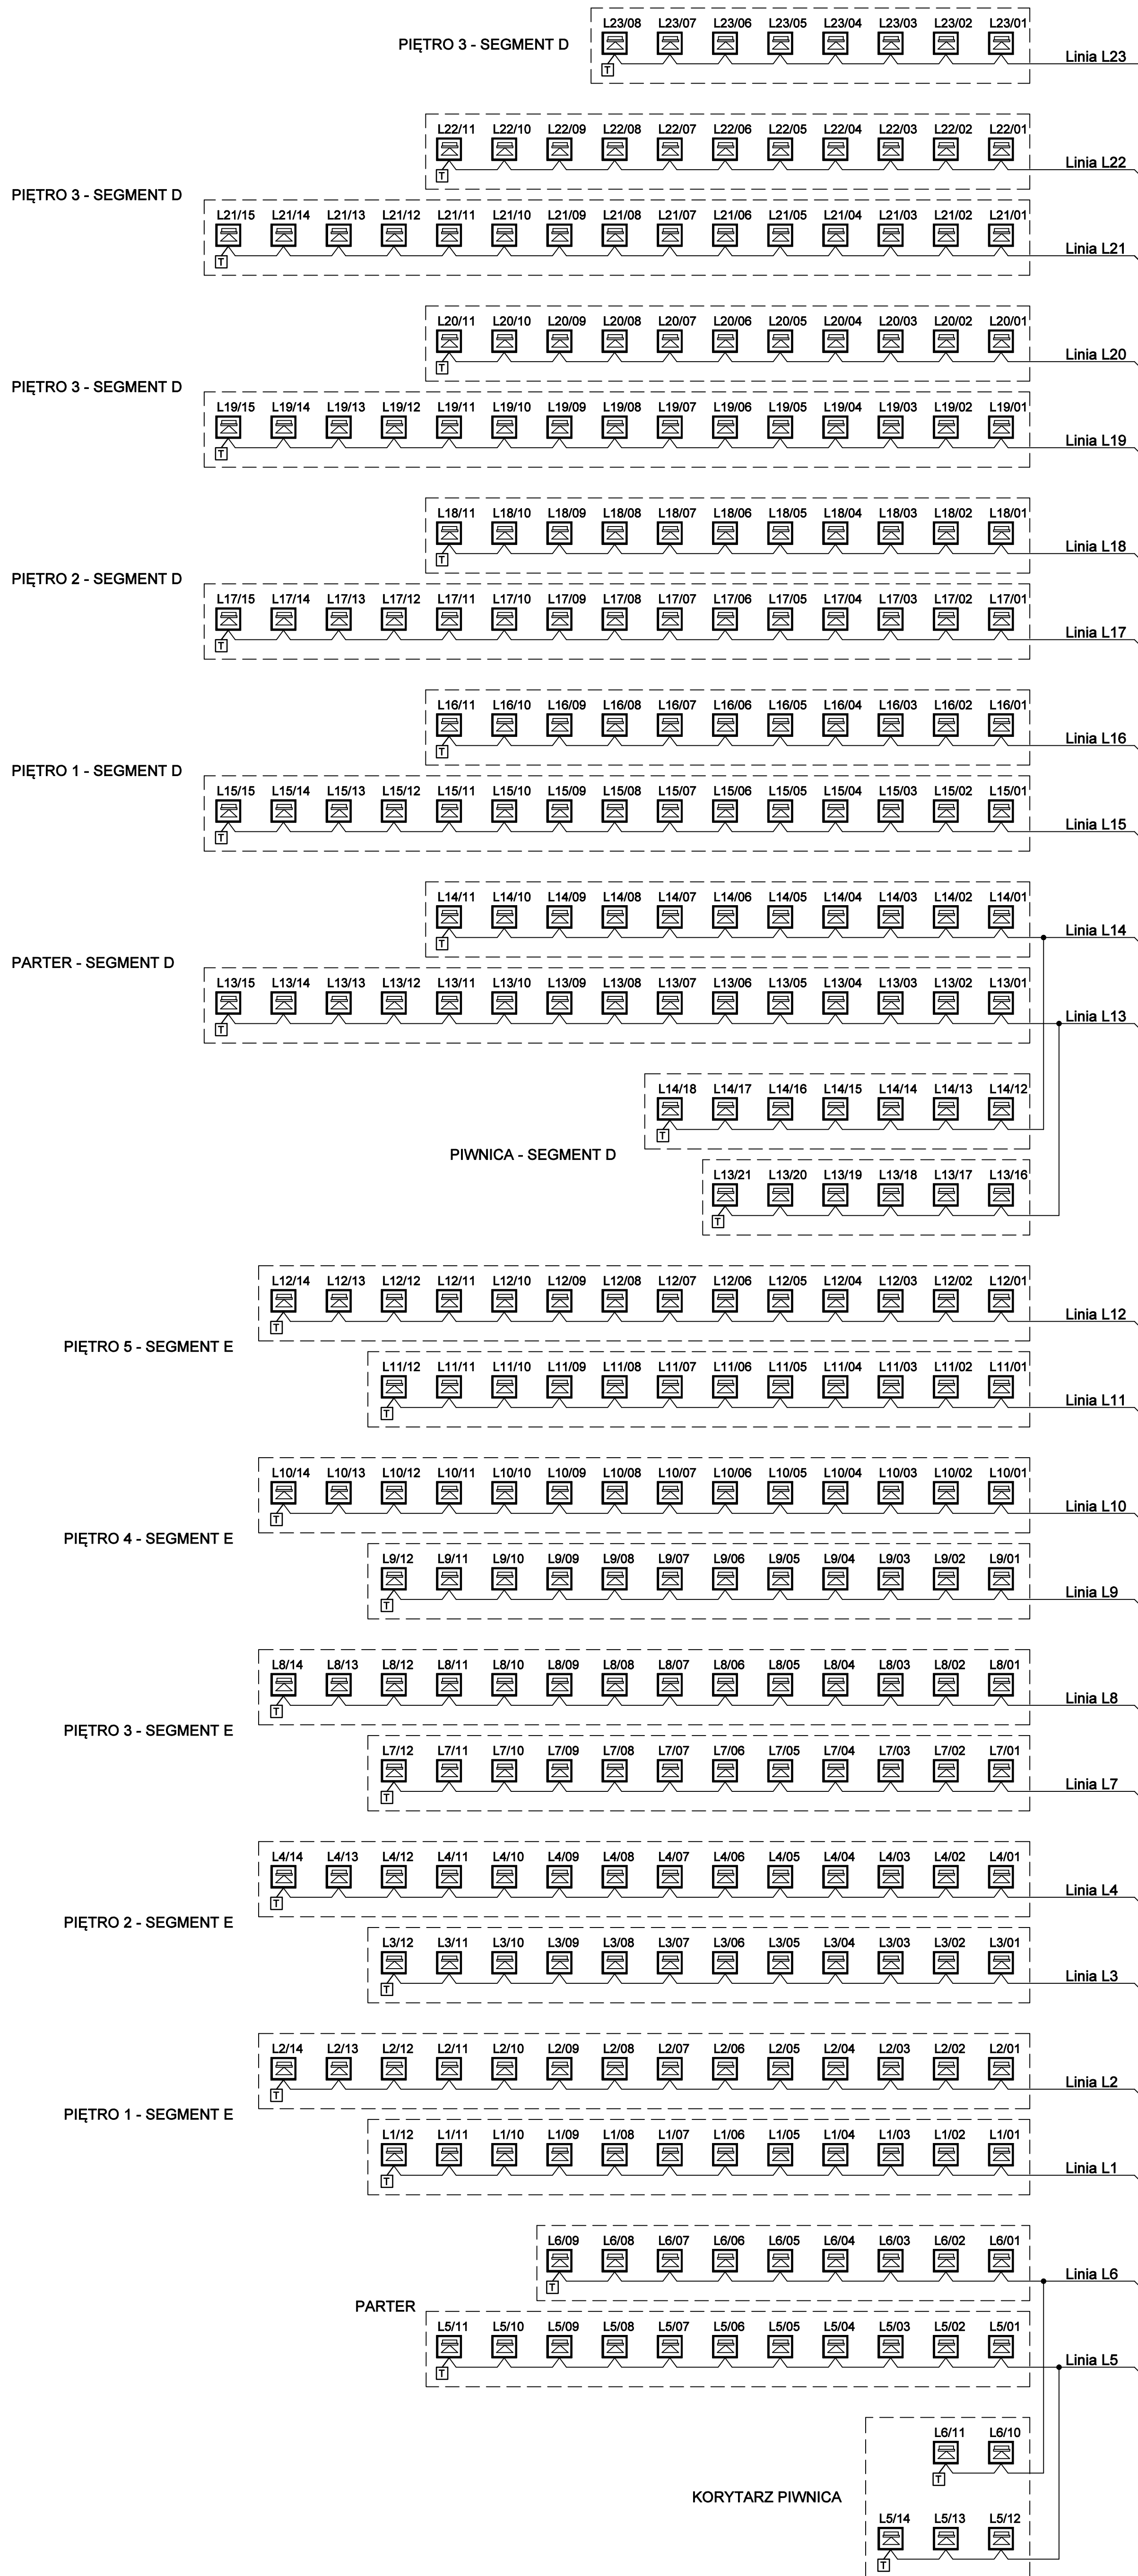 L23/08 L23/07 L23/06 L23/05 L23/04 L23/03 L23/02 L23/01
PIĘTRO 3 - SEGMENT D
Linia L23
T
L22/11 L22/10 L22/09 L22/08 L22/07 L22/06 L22/05 L22/04 L22/03 L22/02 L22/01
Linia L22
T
PIĘTRO 3 - SEGMENT D
L21/15 L21/14 L21/13 L21/12 L21/11 L21/10 L21/09 L21/08 L21/07 L21/06 L21/05 L21/04 L21/03 L21/02 L21/01
Linia L21
T
L20/11 L20/10 L20/09 L20/08 L20/07 L20/06 L20/05 L20/04 L20/03 L20/02 L20/01
Linia L20
T
PIĘTRO 3 - SEGMENT D
L19/15 L19/14 L19/13 L19/12 L19/11 L19/10 L19/09 L19/08 L19/07 L19/06 L19/05 L19/04 L19/03 L19/02 L19/01
Linia L19
T
L18/11 L18/10 L18/09 L18/08 L18/07 L18/06 L18/05 L18/04 L18/03 L18/02 L18/01
Linia L18
T
PIĘTRO 2 - SEGMENT D
L17/15 L17/14 L17/13 L17/12 L17/11 L17/10 L17/09 L17/08 L17/07 L17/06 L17/05 L17/04 L17/03 L17/02 L17/01
Linia L17
T
L16/11 L16/10 L16/09 L16/08 L16/07 L16/06 L16/05 L16/04 L16/03 L16/02 L16/01
Linia L16
T
PIĘTRO 1 - SEGMENT D
L15/15 L15/14 L15/13 L15/12 L15/11 L15/10 L15/09 L15/08 L15/07 L15/06 L15/05 L15/04 L15/03 L15/02 L15/01
Linia L15
T
L14/11 L14/10 L14/09 L14/08 L14/07 L14/06 L14/05 L14/04 L14/03 L14/02 L14/01
Linia L14
T
PARTER - SEGMENT D
L13/15 L13/14 L13/13 L13/12 L13/11 L13/10 L13/09 L13/08 L13/07 L13/06 L13/05 L13/04 L13/03 L13/02 L13/01
Linia L13
T
L14/18 L14/17 L14/16 L14/15 L14/14 L14/13 L14/12
T
PIWNICA - SEGMENT D
L13/21 L13/20 L13/19 L13/18 L13/17 L13/16
T
L12/14 L12/13 L12/12 L12/11 L12/10 L12/09 L12/08 L12/07 L12/06 L12/05 L12/04 L12/03 L12/02 L12/01
Linia L12
T
PIĘTRO 5 - SEGMENT E
L11/12 L11/11 L11/10 L11/09 L11/08 L11/07 L11/06 L11/05 L11/04 L11/03 L11/02 L11/01
Linia L11
T
L10/14 L10/13 L10/12 L10/11 L10/10 L10/09 L10/08 L10/07 L10/06 L10/05 L10/04 L10/03 L10/02 L10/01
Linia L10
T
PIĘTRO 4 - SEGMENT E
L9/12 L9/11 L9/10 L9/09 L9/08 L9/07 L9/06 L9/05 L9/04 L9/03 L9/02 L9/01
Linia L9
T
L8/14 L8/13 L8/12 L8/11 L8/10 L8/09 L8/08 L8/07 L8/06 L8/05 L8/04 L8/03 L8/02 L8/01
Linia L8
T
PIĘTRO 3 - SEGMENT E
L7/12 L7/11 L7/10 L7/09 L7/08 L7/07 L7/06 L7/05 L7/04 L7/03 L7/02 L7/01
Linia L7
T
L4/14 L4/13 L4/12 L4/11 L4/10 L4/09 L4/08 L4/07 L4/06 L4/05 L4/04 L4/03 L4/02 L4/01
Linia L4
T
PIĘTRO 2 - SEGMENT E
L3/12 L3/11 L3/10 L3/09 L3/08 L3/07 L3/06 L3/05 L3/04 L3/03 L3/02 L3/01
Linia L3
T
L2/14 L2/13 L2/12 L2/11 L2/10 L2/09 L2/08 L2/07 L2/06 L2/05 L2/04 L2/03 L2/02 L2/01
Linia L2
T
PIĘTRO 1 - SEGMENT E
L1/12 L1/11 L1/10 L1/09 L1/08 L1/07 L1/06 L1/05 L1/04 L1/03 L1/02 L1/01
Linia L1
T
L6/09 L6/08 L6/07 L6/06 L6/05 L6/04 L6/03 L6/02 L6/01
Linia L6
T
PARTER
L5/11 L5/10 L5/09 L5/08 L5/07 L5/06 L5/05 L5/04 L5/03 L5/02 L5/01
Linia L5
T
L6/11 L6/10
T
KORYTARZ PIWNICA
L5/14 L5/13 L5/12
T